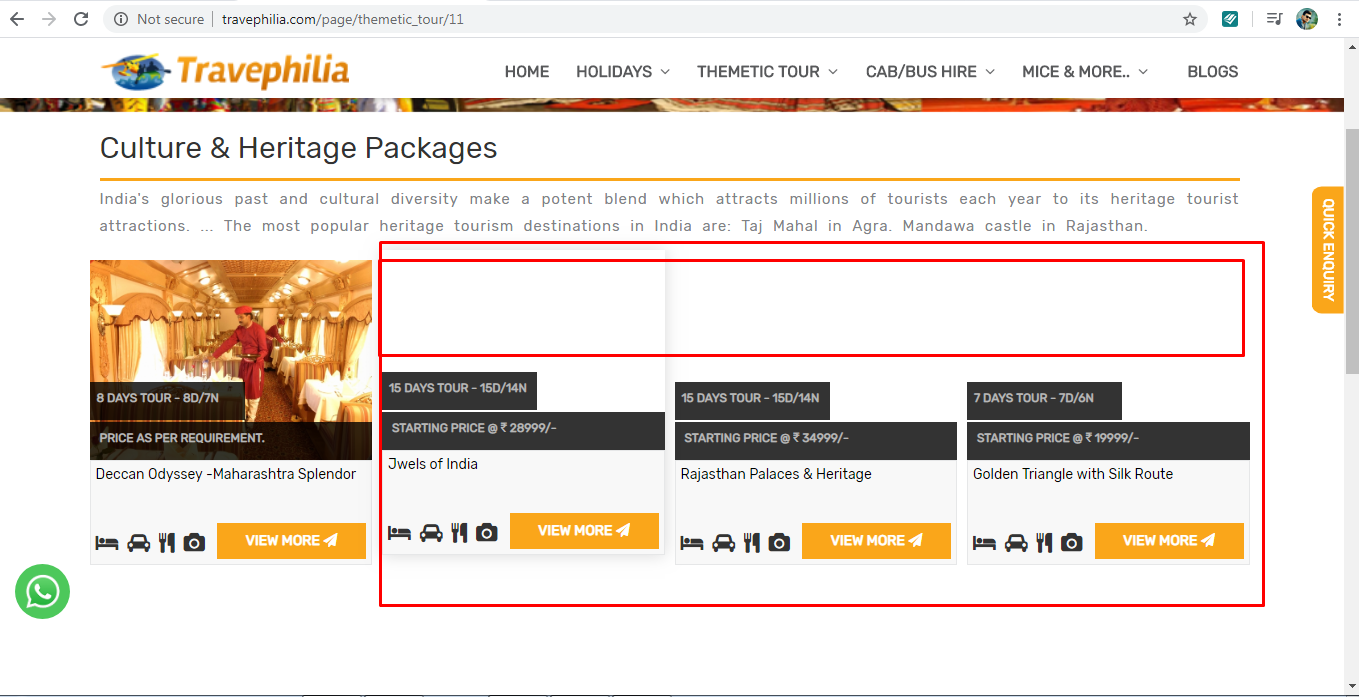 Not secure | travephilia.com/page/themetic_tour/11
Travephilia
HOME HOLIDAYS THEMETIC TOUR CAB/BUS HIRE MICE & MORE.. BLOGS
Culture & Heritage Packages
India's glorious past and cultural diversity make a potent blend which attracts millions of tourists each year to its heritage tourist
attractions. ... The most popular heritage tourism destinations in India are: Taj Mahal in Agra. Mandawa castle in Rajasthan.
QUICK ENQUIRY
8 DAYS TOUR - 8D/7N
PRICE AS PER REQUIREMENT.
Deccan Odyssey -Maharashtra Splendor
VIEW MORE
15 DAYS TOUR - 15D/14N
STARTING PRICE @ ₹ 28999/-
Jwels of India
VIEW MORE
15 DAYS TOUR - 15D/14N
STARTING PRICE @ ₹ 34999/-
Rajasthan Palaces & Heritage
VIEW MORE
7 DAYS TOUR - 7D/6N
STARTING PRICE @ ₹ 19999/-
Golden Triangle with Silk Route
VIEW MORE